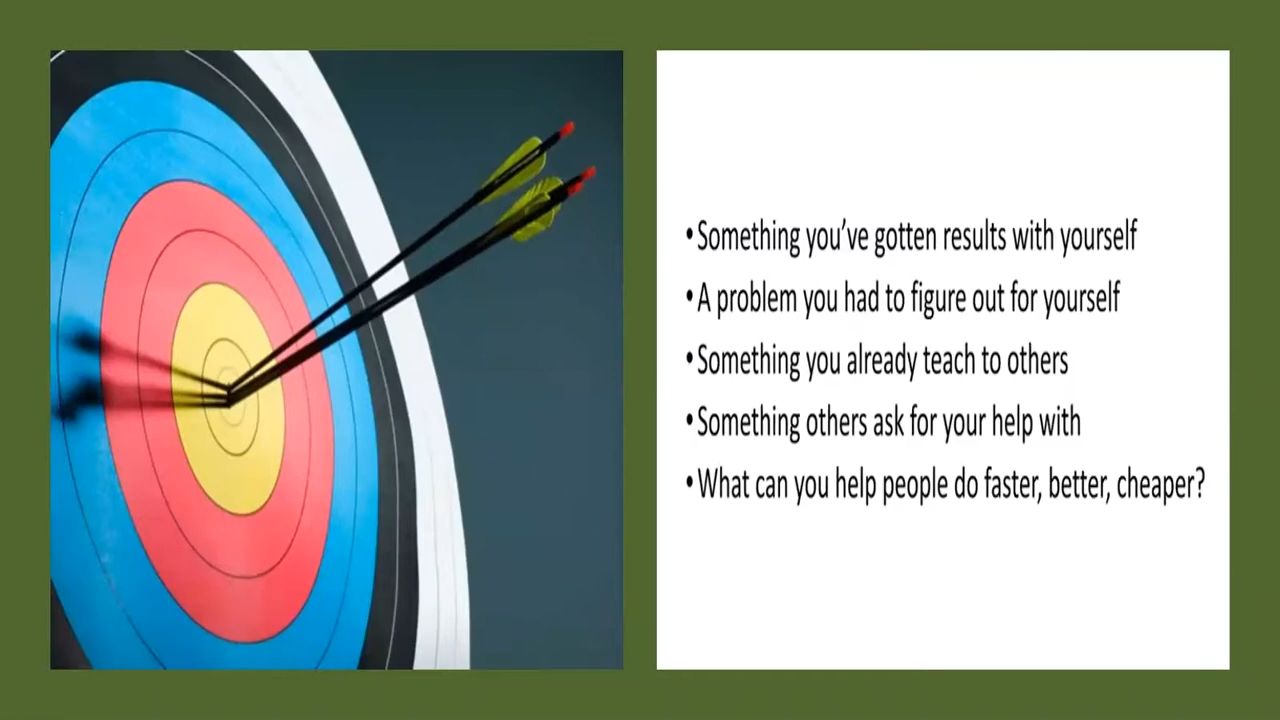 •Something you’ve gotten results with yourself
•A problem you had to figure out for yourself
•Something you already teach to others
•Something others ask for your help with
•What can you help people do faster, better, cheaper?